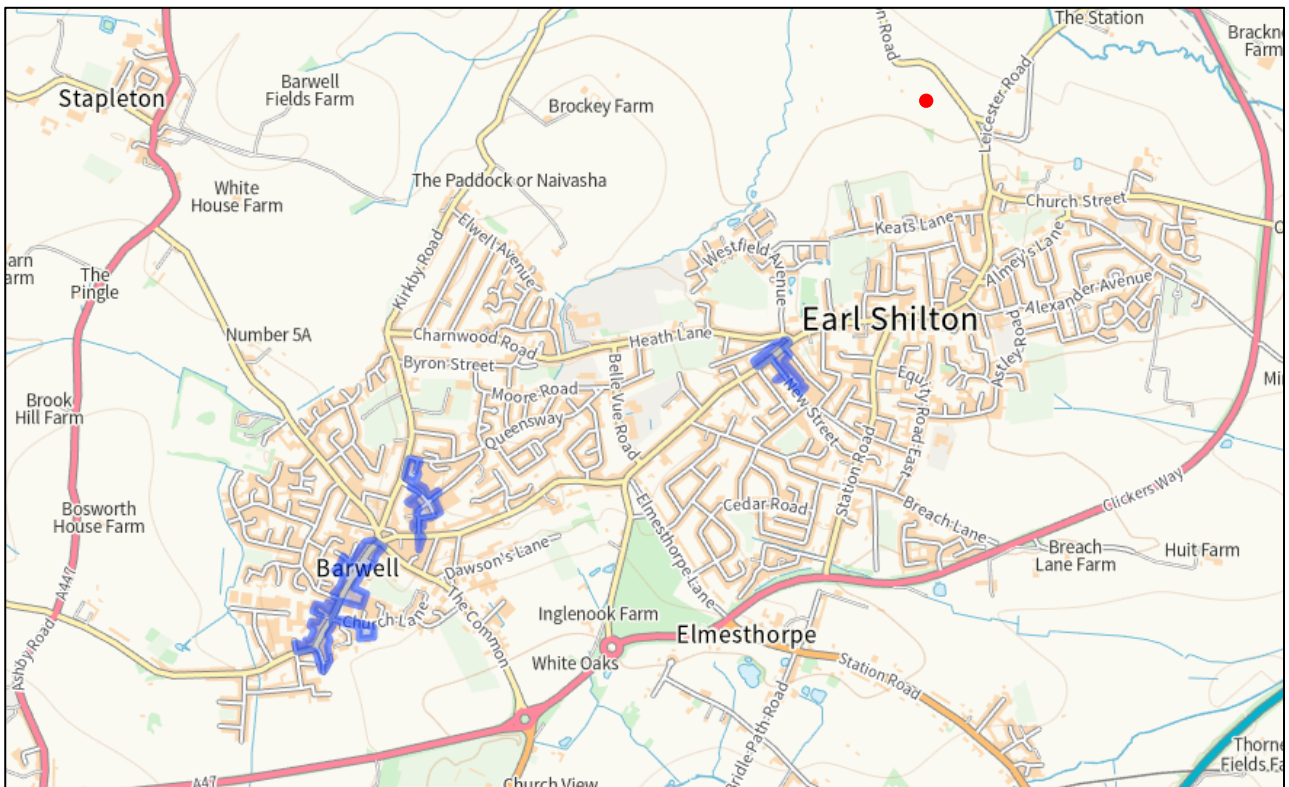 n Road
The Station
Brackn
Farm
Stapleton
Barwell
Fields Farm
Brockey Farm
Leicester Road
The Paddock or Naivasha
White
House Farm
Elwell Avenue
Keats Lane
Church Street
arn
arm
The
Pingle
Kirkby Road
Westfield Avenue
Almey's Lane
Alexander Avenue
Number 5A
Charnwood Road
Heath Lane
Earl Shilton
Byron Street
Belle Vue Road
Astley Road
Equity Road East
Mi
Brook
Hill Farm
Moore Road
New Street
Queensway
Station Road
Bosworth
House Farm
Cedar Road
Clickers Way
Breach Lane
Elmesthorpe Lane
Breach
Lane Farm
Huit Farm
Barwell
Dawson's Lane
A447
The Common
Church Lane
Inglenook Farm
Elmesthorpe
Ashby Road
White Oaks
Station Road
Bridle Path Road
Thorne
Fields Fa
A47
Church View